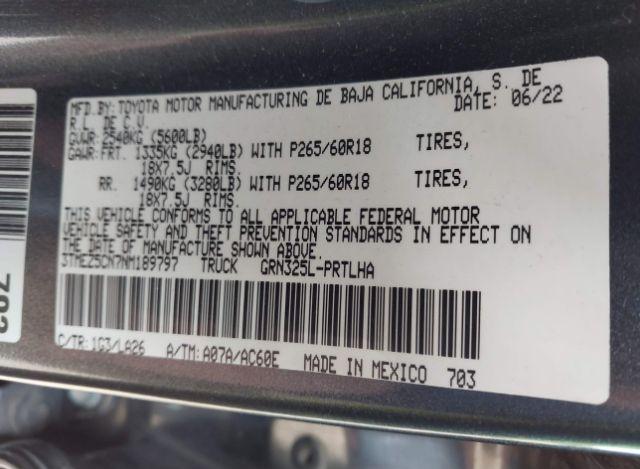 MFD.BY: TOYOTA MOTOR MANUFACTURING DE BAJA CALIFORNIA, S. DE
R.L. DE C.V. DATE: 06/22
GVWR: 2540KG (5600LB)
GAWR: FRT. 1335KG (2940LB) WITH P265/60R18 TIRES,
18X7.5J RIMS.
RR. 1490KG (3280LB) WITH P265/60R18 TIRES,
18X7.5J RIMS.
THIS VEHICLE CONFORMS TO ALL APPLICABLE FEDERAL MOTOR
VEHICLE SAFETY AND THEFT PREVENTION STANDARDS IN EFFECT ON
THE DATE OF MANUFACTURE SHOWN ABOVE.
3TMEZ5CN7NM189797 TRUCK GRN325L-PRTLHA
C/TR: 1G3/LA26 A/TM: A07A/AC60E MADE IN MEXICO 703
703